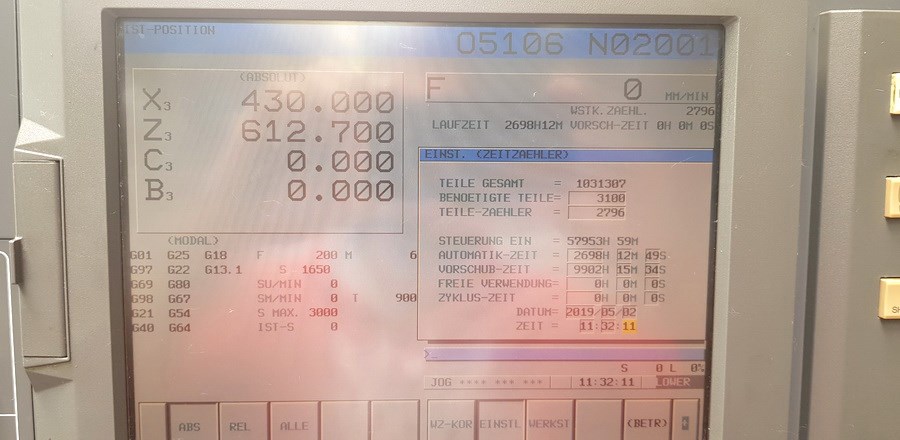 IST-POSITION
O5106 N02001
(ABSOLUT)
X3 430.000
Z3 612.700
C3 0.000
B3 0.000
F 0 MM/MIN
WSTK.ZAEHL. 2796
LAUFZEIT 2698H12M VORSCH-ZEIT 0H 0M 0S
EINST. (ZEITZAEHLER)
TEILE GESAMT = 1031307
BENOETIGTE TEILE= 3100
TEILE-ZAEHLER = 2796
STEUERUNG EIN = 57953H 59M
AUTOMATIK-ZEIT = 2698H 12M 49S
VORSCHUB-ZEIT = 9902H 15M 34S
FREIE VERWENDUNG= 0H 0M 0S
ZYKLUS-ZEIT = 0H 0M 0S
DATUM= 2019/05/02
ZEIT = 11:32:11
(MODAL)
G01 G25 G18 F 200 M 6
G97 G22 G13.1 S 1650
G69 G80 SU/MIN 0
G98 G67 SM/MIN 0 T 900
G21 G54 S MAX. 3000
G40 G64 IST-S 0
S 0 L 0%
JOG **** *** *** 11:32:11 LOWER
ABS REL ALLE WZ-KOR EINSTL WERKST (BETR)